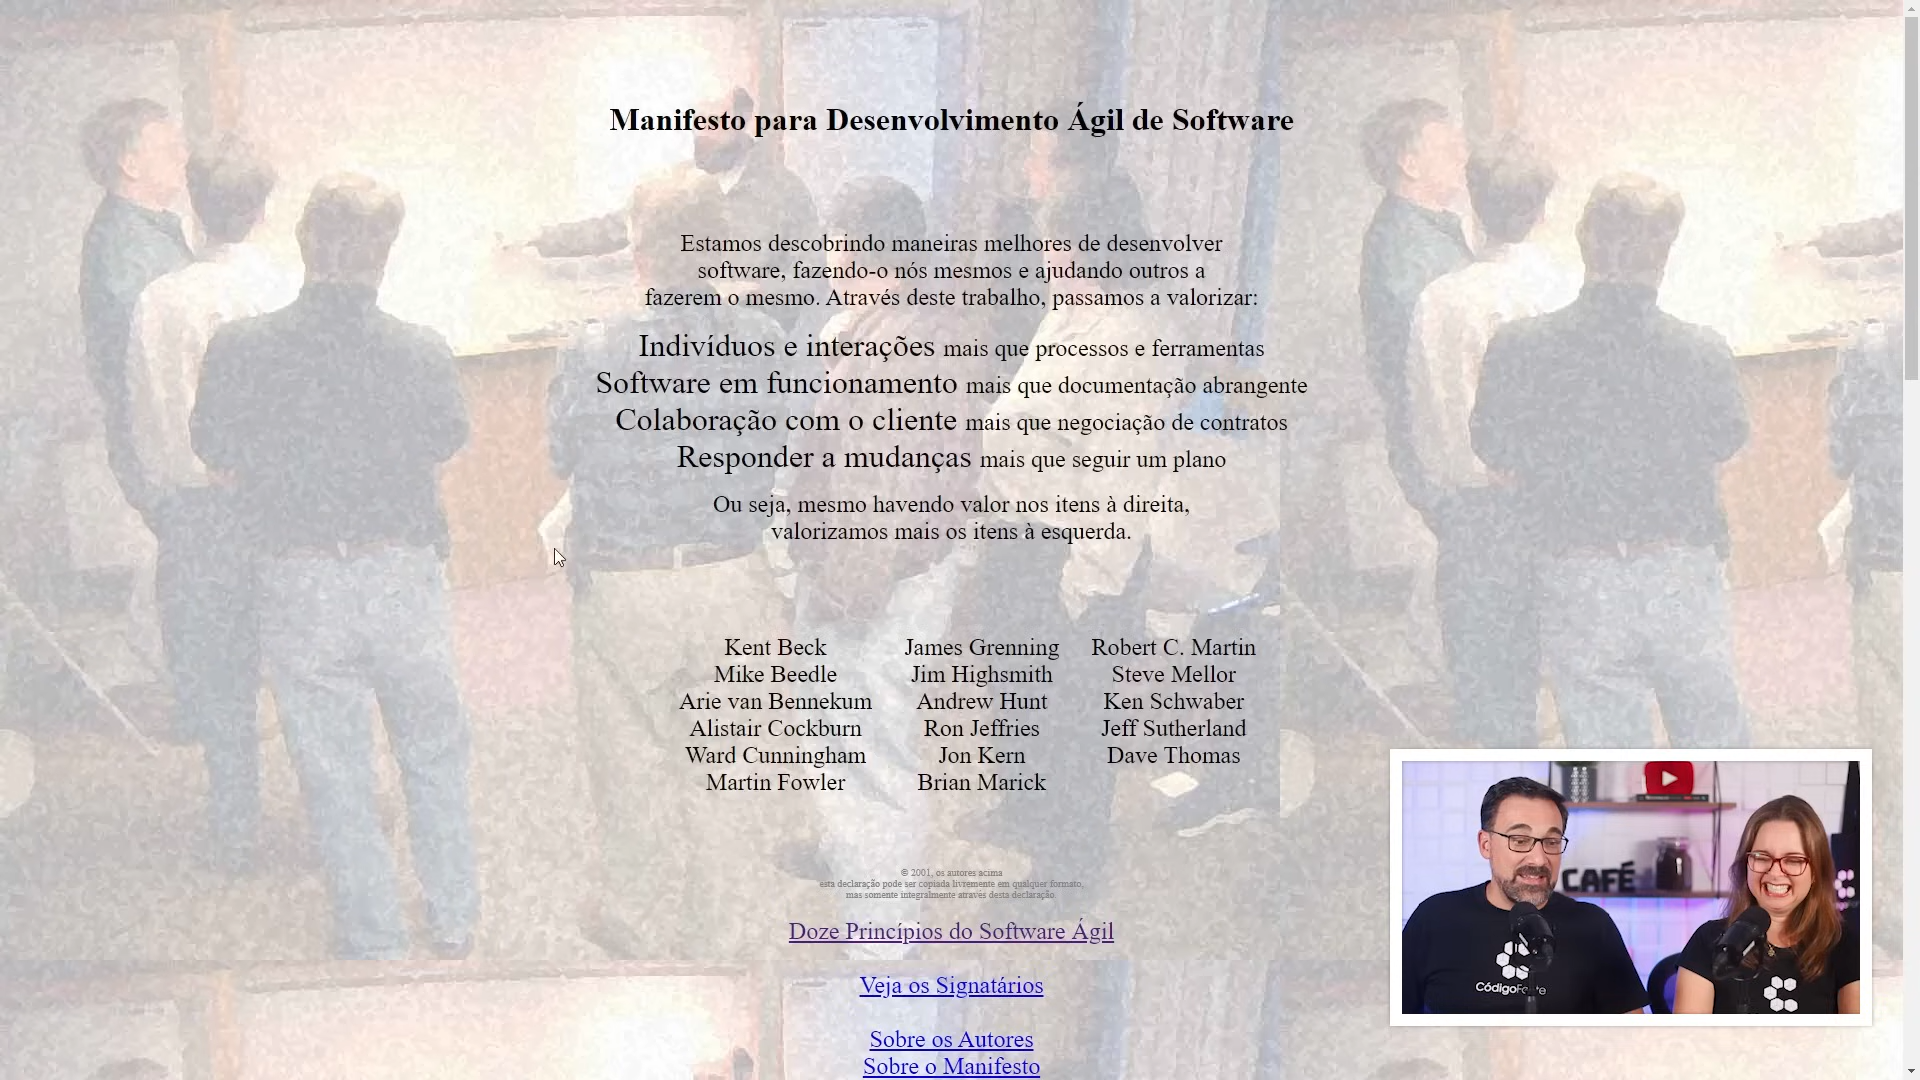 Manifesto para Desenvolvimento Ágil de Software
Estamos descobrindo maneiras melhores de desenvolver
software, fazendo-o nós mesmos e ajudando outros a
fazerem o mesmo. Através deste trabalho, passamos a valorizar:
Indivíduos e interações mais que processos e ferramentas
Software em funcionamento mais que documentação abrangente
Colaboração com o cliente mais que negociação de contratos
Responder a mudanças mais que seguir um plano
Ou seja, mesmo havendo valor nos itens à direita,
valorizamos mais os itens à esquerda.
Kent Beck
Mike Beedle
Arie van Bennekum
Alistair Cockburn
Ward Cunningham
Martin Fowler
James Grenning
Jim Highsmith
Andrew Hunt
Ron Jeffries
Jon Kern
Brian Marick
Robert C. Martin
Steve Mellor
Ken Schwaber
Jeff Sutherland
Dave Thomas
© 2001, os autores acima
esta declaração pode ser copiada livremente em qualquer formato,
mas somente integralmente através desta declaração.
Doze Princípios do Software Ágil
Veja os Signatários
Sobre os Autores
Sobre o Manifesto
CAFÉ